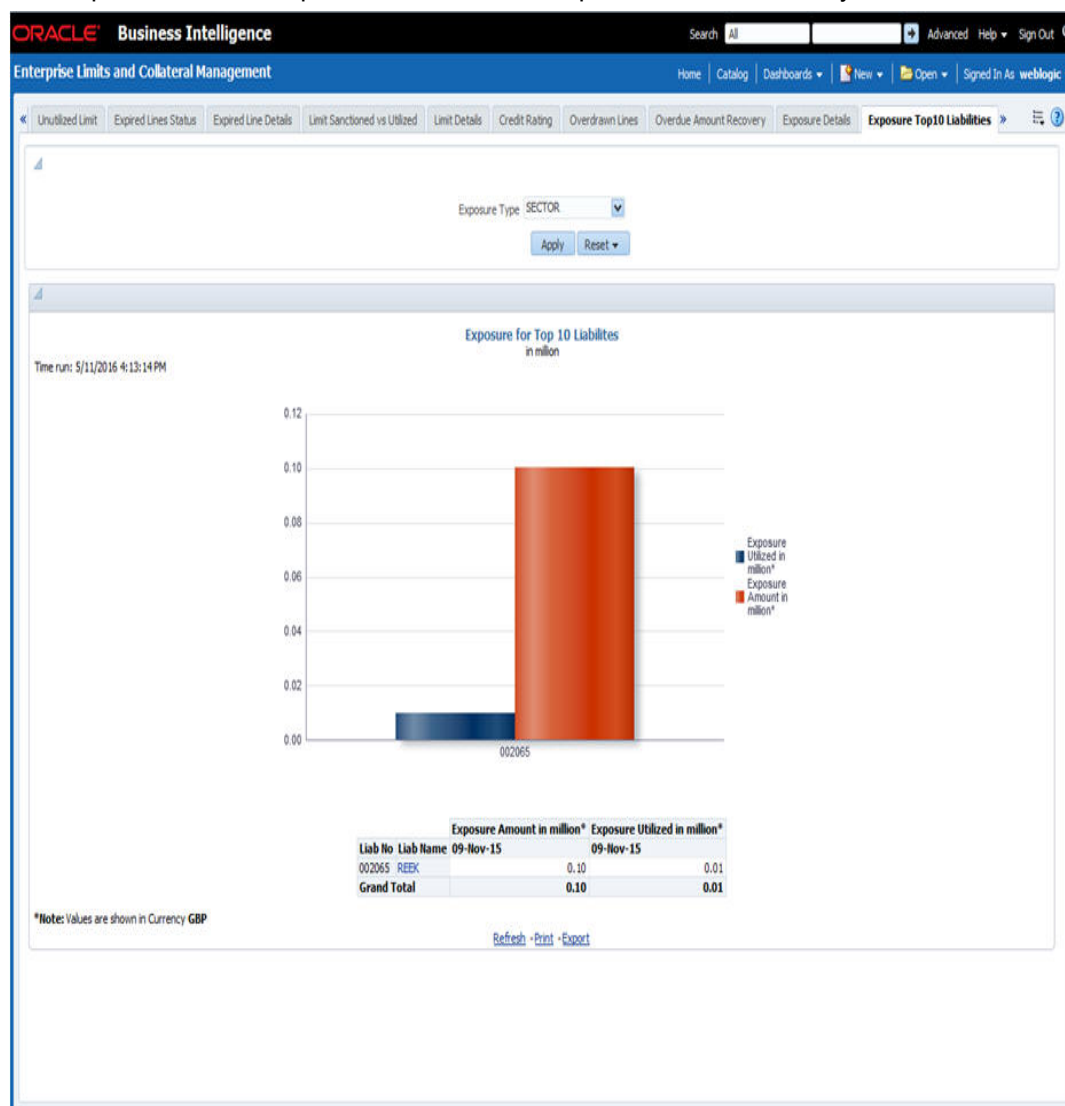 ORACLE® Business Intelligence
Search All Advanced Help Sign Out
Enterprise Limits and Collateral Management
Home Catalog Dashboards New Open Signed In As weblogic
« Unutilized Limit Expired Lines Status Expired Line Details Limit Sanctioned vs Utilized Limit Details Credit Rating Overdrawn Lines Overdue Amount Recovery Exposure Details Exposure Top10 Liabilities »
Exposure Type SECTOR
Apply Reset
Exposure for Top 10 Liabilites
in million
Time run: 5/11/2016 4:13:14 PM
0.12
0.10
0.08
0.06
0.04
0.02
0.00
002065
Exposure
Utilized in
million*
Exposure
Amount in
million*
Exposure Amount in million* Exposure Utilized in million*
Liab No Liab Name 09-Nov-15 09-Nov-15
002065 REEK 0.10 0.01
Grand Total 0.10 0.01
*Note: Values are shown in Currency GBP
Refresh - Print - Export